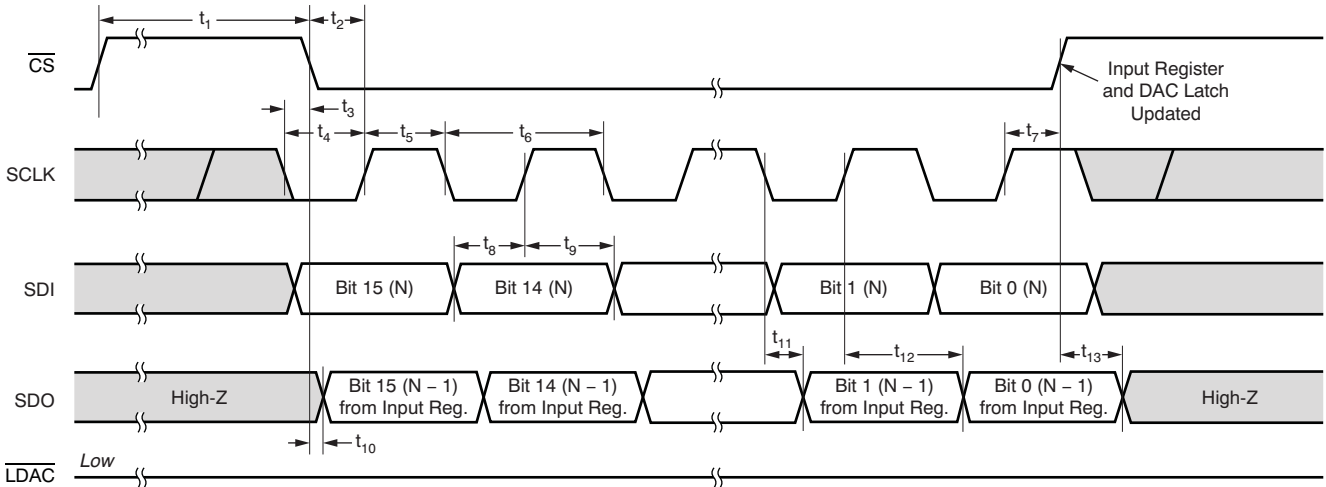 t1
t2
CS
Input Register
and DAC Latch
Updated
t3
t4
t5
t6
t7
SCLK
t8
t9
SDI
Bit 15 (N)
Bit 14 (N)
Bit 1 (N)
Bit 0 (N)
t11
t12
t13
SDO
High-Z
Bit 15 (N – 1)
from Input Reg.
Bit 14 (N – 1)
from Input Reg.
Bit 1 (N – 1)
from Input Reg.
Bit 0 (N – 1)
from Input Reg.
High-Z
t10
LDAC
Low